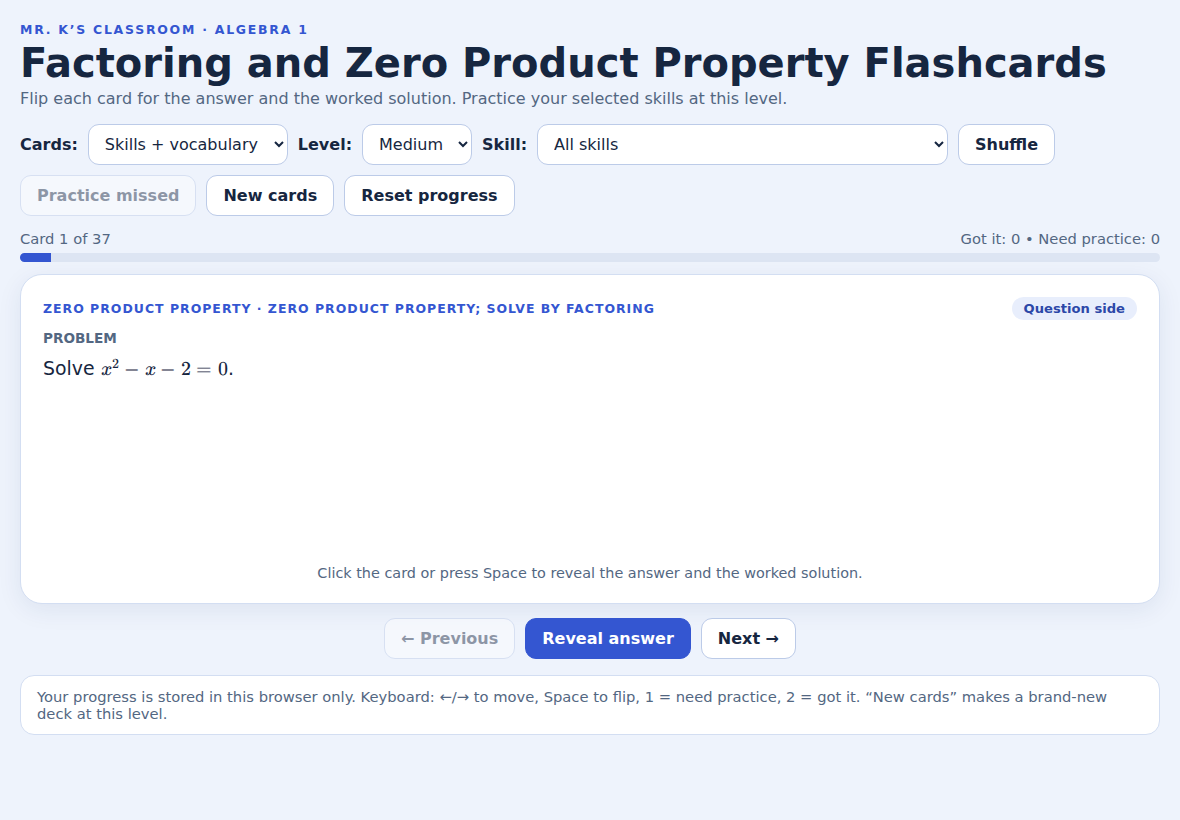 MR. K’S CLASSROOM · ALGEBRA 1
Factoring and Zero Product Property Flashcards
Flip each card for the answer and the worked solution. Practice your selected skills at this level.
Cards: Skills + vocabulary Level: Medium Skill: All skills Shuffle
Practice missed New cards Reset progress
Card 1 of 37 Got it: 0 • Need practice: 0
ZERO PRODUCT PROPERTY · ZERO PRODUCT PROPERTY; SOLVE BY FACTORING Question side
PROBLEM
Solve x² − x − 2 = 0.
Click the card or press Space to reveal the answer and the worked solution.
← Previous Reveal answer Next →
Your progress is stored in this browser only. Keyboard: ←/→ to move, Space to flip, 1 = need practice, 2 = got it. “New cards” makes a brand-new
deck at this level.